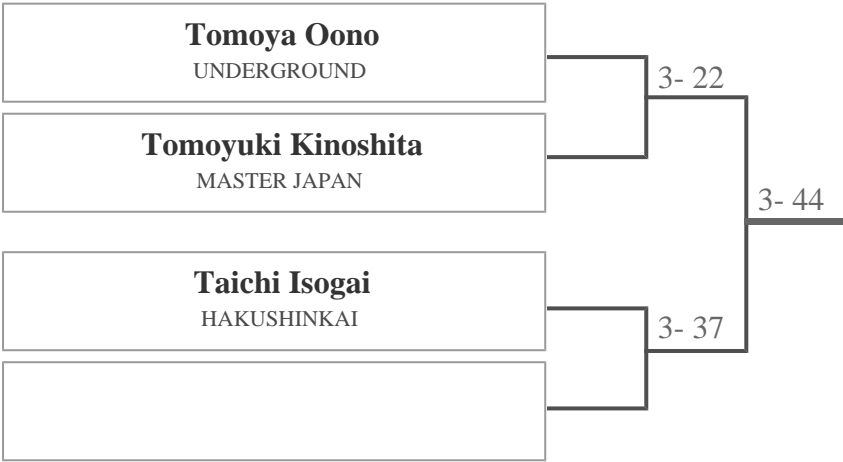 Tomoya Oono
UNDERGROUND
3- 22
Tomoyuki Kinoshita
MASTER JAPAN
3- 44
Taichi Isogai
HAKUSHINKAI
3- 37